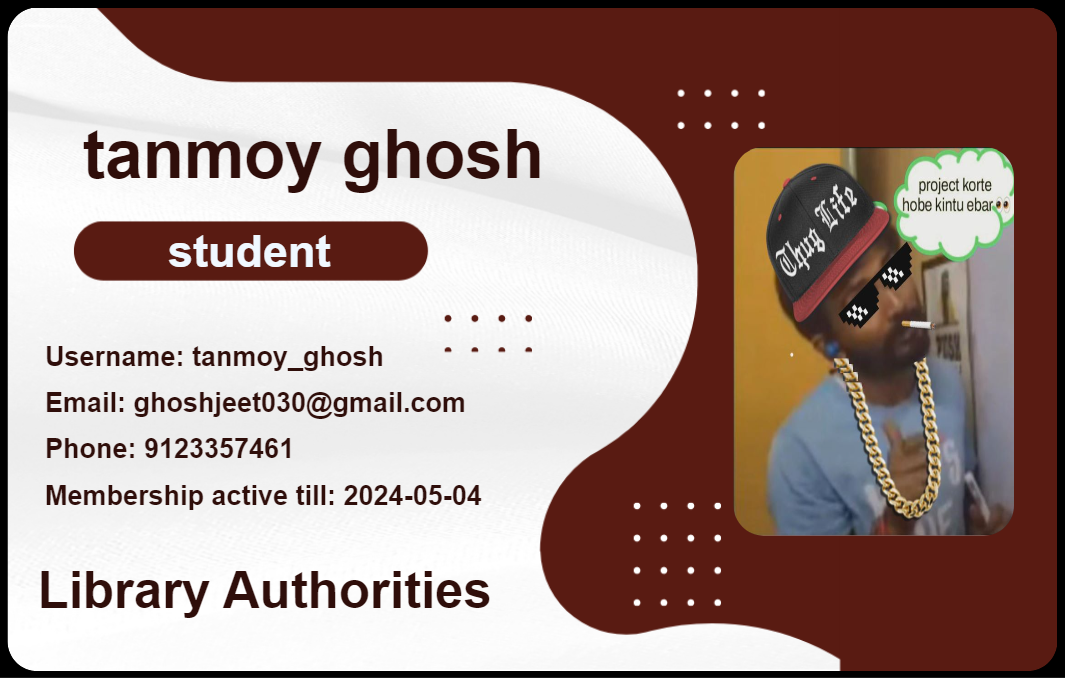 tanmoy ghosh
student
Username: tanmoy_ghosh
Email: ghoshjeet030@gmail.com
Phone: 9123357461
Membership active till: 2024-05-04
Library Authorities
Thug Life
project korte
hobe kintu ebar👀